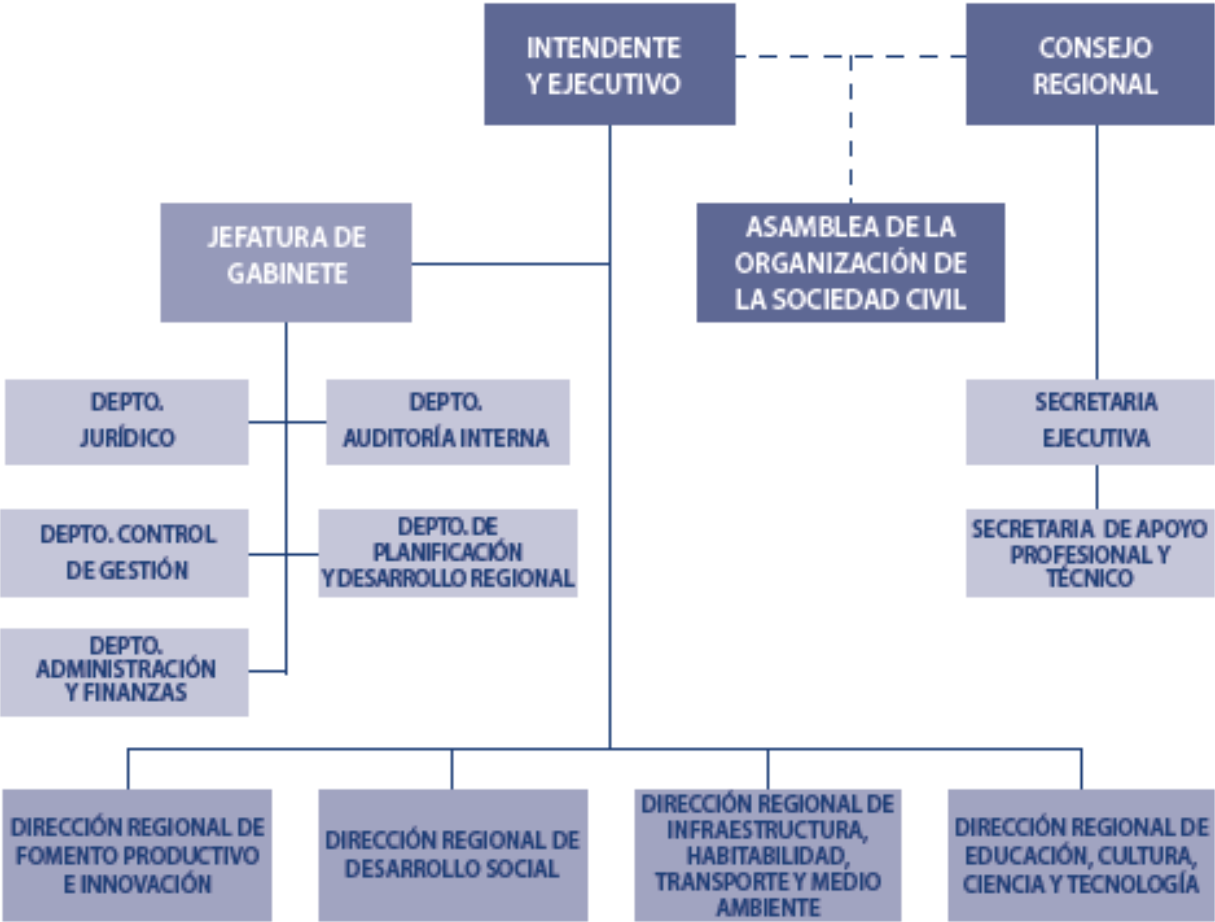 INTENDENTE
Y EJECUTIVO
CONSEJO
REGIONAL
JEFATURA DE
GABINETE
ASAMBLEA DE LA
ORGANIZACIÓN DE
LA SOCIEDAD CIVIL
DEPTO.
JURÍDICO
DEPTO.
AUDITORÍA INTERNA
SECRETARIA
EJECUTIVA
DEPTO. CONTROL
DE GESTIÓN
DEPTO. DE
PLANIFICACIÓN
Y DESARROLLO REGIONAL
SECRETARIA DE APOYO
PROFESIONAL Y
TÉCNICO
DEPTO.
ADMINISTRACIÓN
Y FINANZAS
DIRECCIÓN REGIONAL DE
FOMENTO PRODUCTIVO
E INNOVACIÓN
DIRECCIÓN REGIONAL DE
DESARROLLO SOCIAL
DIRECCIÓN REGIONAL DE
INFRAESTRUCTURA,
HABITABILIDAD,
TRANSPORTE Y MEDIO
AMBIENTE
DIRECCIÓN REGIONAL DE
EDUCACIÓN, CULTURA,
CIENCIA Y TECNOLOGÍA